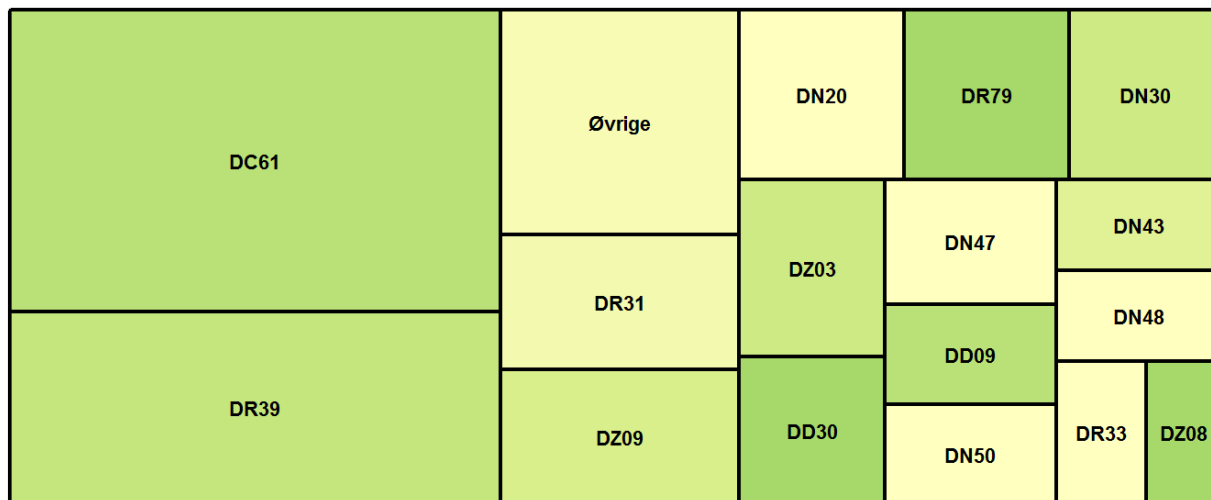 DC61
DR39
Øvrige
DR31
DZ09
DN20
DR79
DN30
DZ03
DD30
DN47
DD09
DN50
DN43
DN48
DR33
DZ08